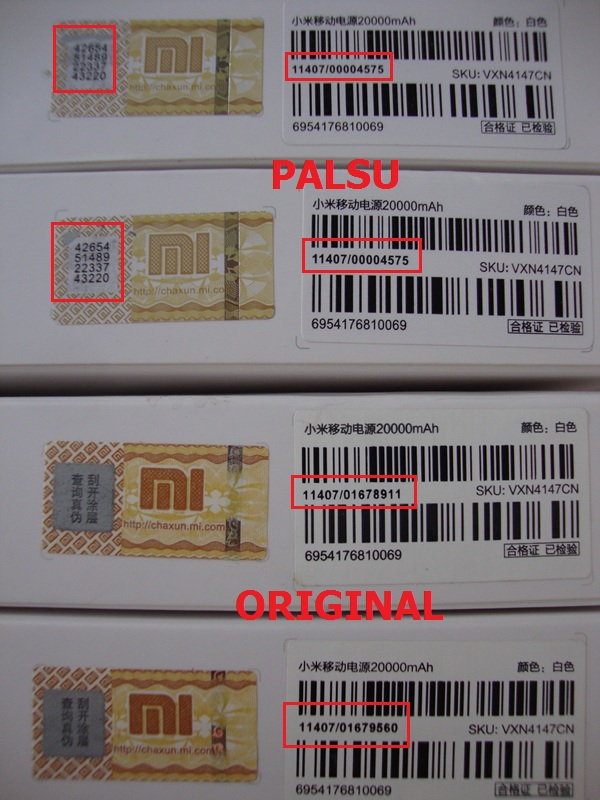 42654
51489
22337
43220
mi
http://chaxun.mi.com
小米移动电源20000mAh
颜色：白色
11407/00004575
SKU: VXN4147CN
6954176810069
合格证 已检验
PALSU
42654
51489
22337
43220
mi
http://chaxun.mi.com
小米移动电源20000mAh
颜色：白色
11407/00004575
SKU: VXN4147CN
6954176810069
合格证 已检验
刮开涂层
查询真伪
mi
http://chaxun.mi.com
小米移动电源20000mAh
颜色：白色
11407/01678911
SKU: VXN4147CN
6954176810069
合格证 已检验
ORIGINAL
刮开涂层
查询真伪
mi
http://chaxun.mi.com
小米移动电源20000mAh
颜色：白色
11407/01679560
SKU: VXN4147CN
6954176810069
合格证 已检验